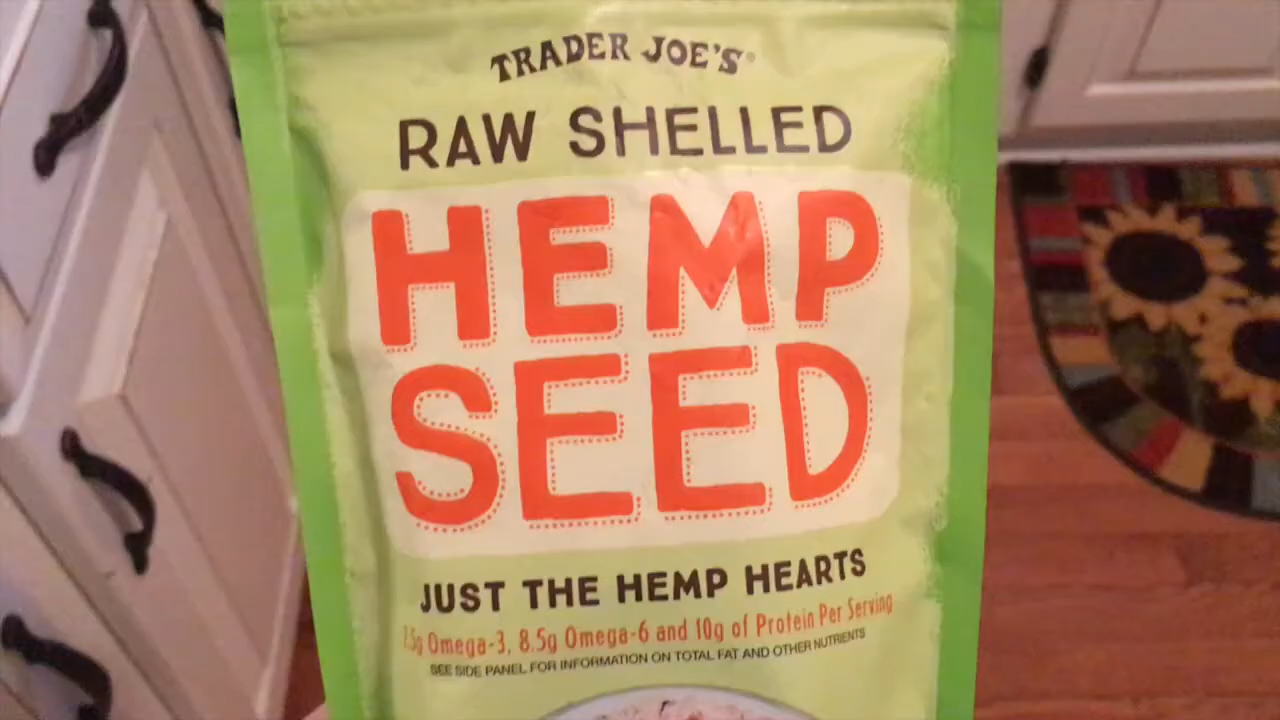 TRADER JOE'S
RAW SHELLED
HEMP
SEED
JUST THE HEMP HEARTS
Omega-3, 8.5g Omega-6 and 10g of Protein Per Serving
SEE SIDE PANEL FOR INFORMATION ON TOTAL FAT AND OTHER NUTRIENTS